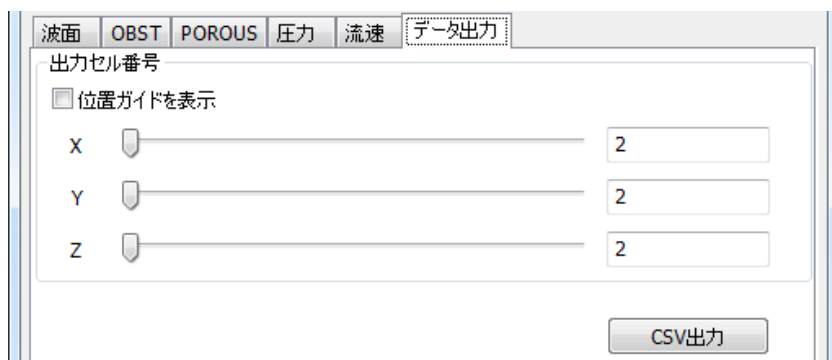 波面 OBST POROUS 圧力 流速 データ出力
出力セル番号
位置ガイドを表示
X 2
Y 2
Z 2
CSV出力